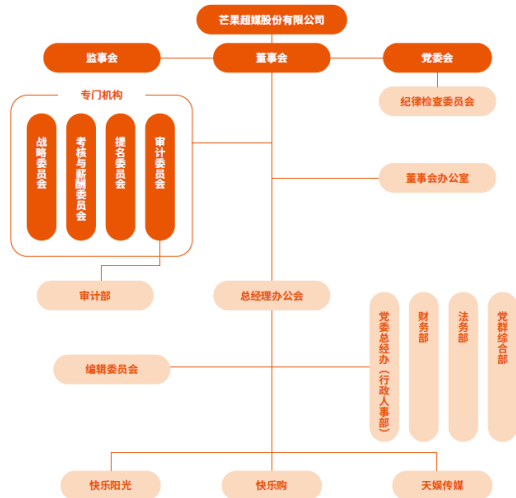 芒果超媒股份有限公司
监事会
董事会
党委会
专门机构
纪律检查委员会
战略委员会
考核与薪酬委员会
提名委员会
审计委员会
董事会办公室
审计部
总经理办公会
党委总经办（行政人事部）
财务部
法务部
党群综合部
编辑委员会
快乐阳光
快乐购
天娱传媒